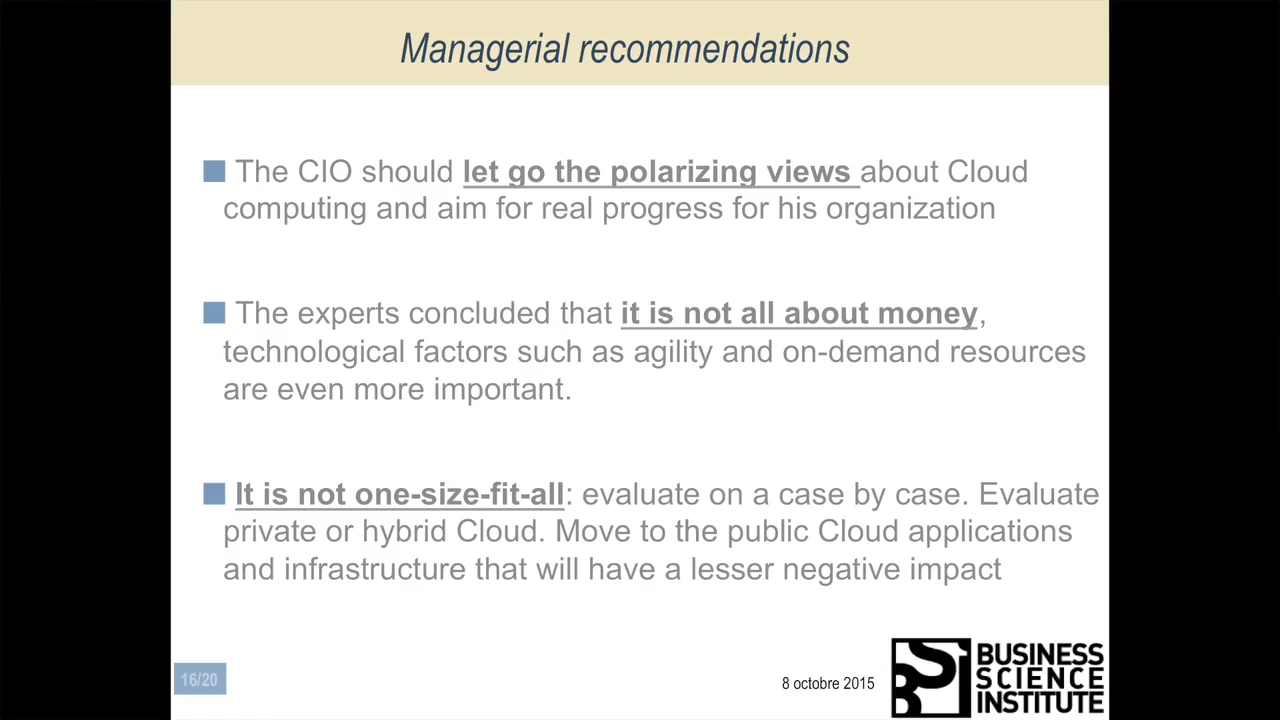 Managerial recommendations
The CIO should let go the polarizing views about Cloud
computing and aim for real progress for his organization
The experts concluded that it is not all about money,
technological factors such as agility and on-demand resources
are even more important.
It is not one-size-fit-all: evaluate on a case by case. Evaluate
private or hybrid Cloud. Move to the public Cloud applications
and infrastructure that will have a lesser negative impact
16/20
8 octobre 2015
BSi
BUSINESS
SCIENCE
INSTITUTE